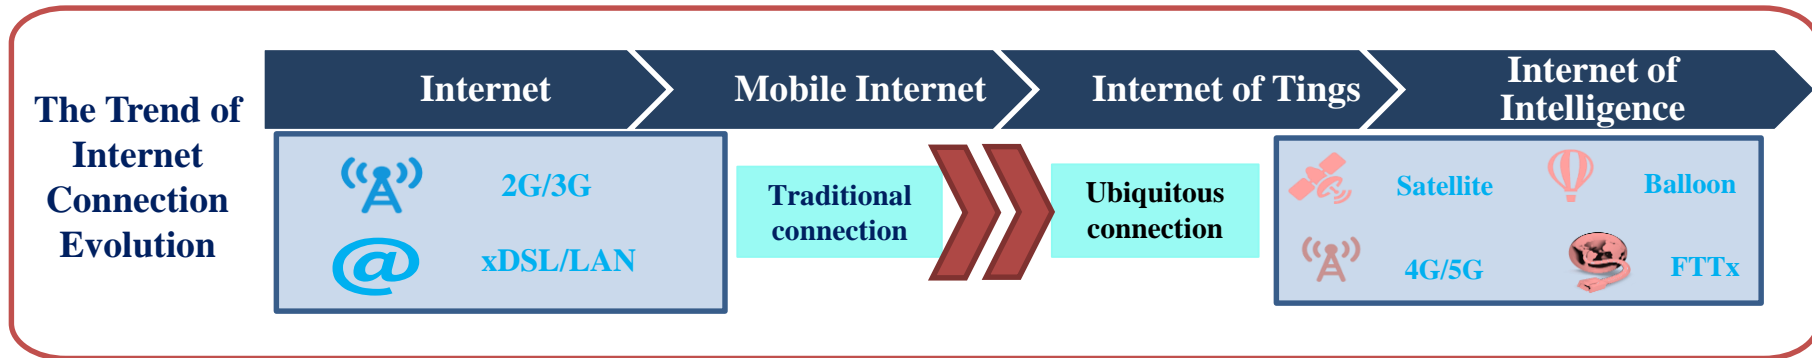 The Trend of
Internet
Connection
Evolution
Internet
Mobile Internet
Internet of Tings
Internet of
Intelligence
2G/3G
@
xDSL/LAN
Traditional
connection
Ubiquitous
connection
Satellite
Balloon
4G/5G
FTTx